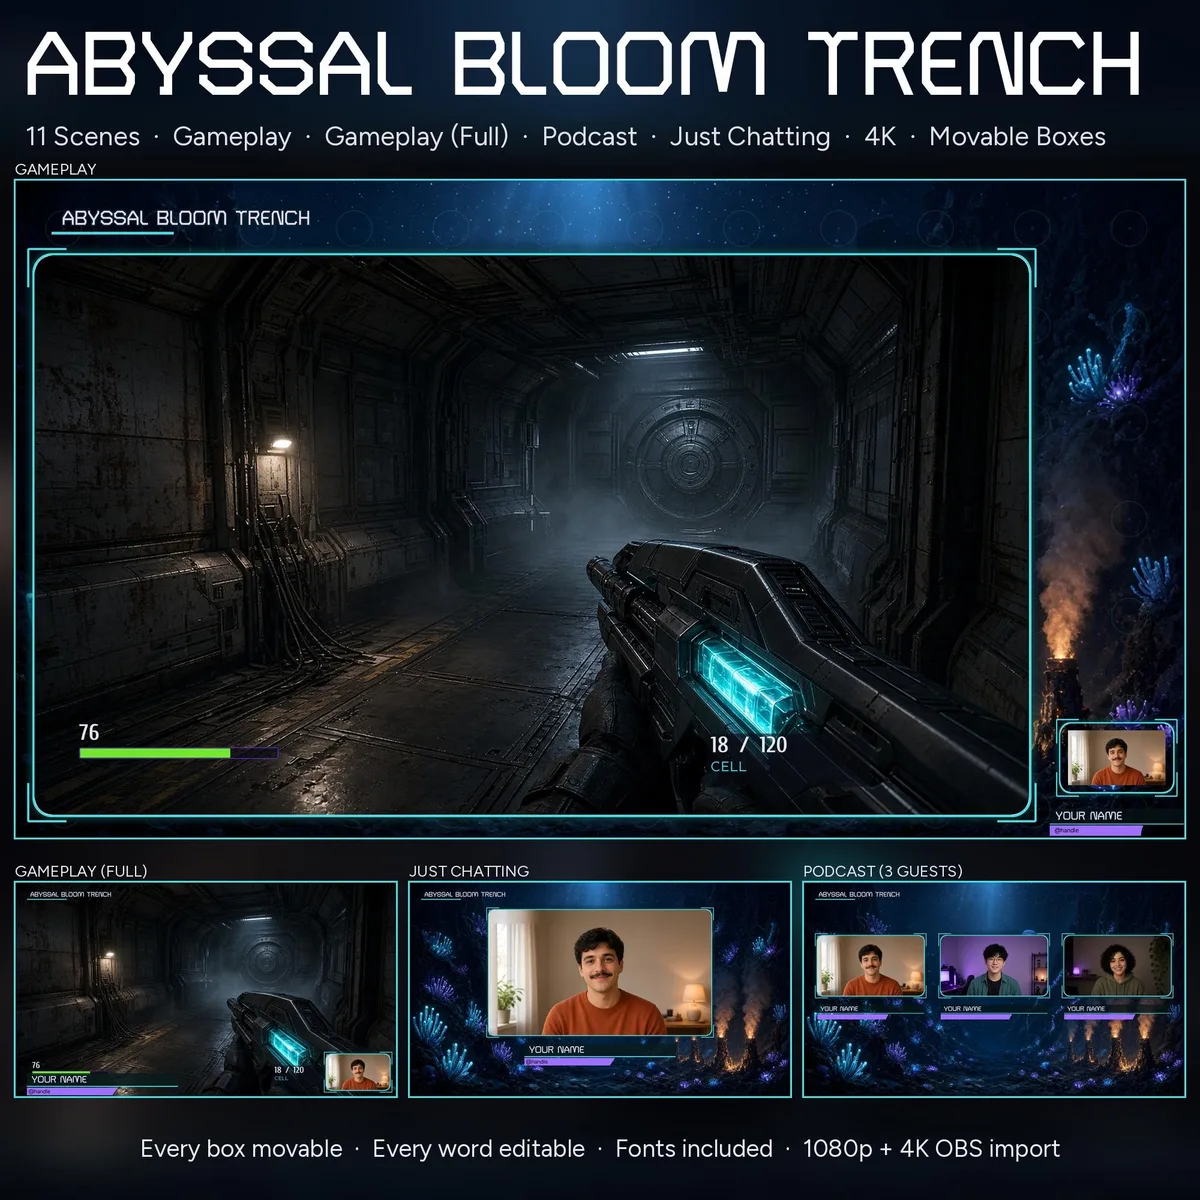 ABYSSAL BLOOM TRENCH
11 Scenes · Gameplay · Gameplay (Full) · Podcast · Just Chatting · 4K · Movable Boxes
GAMEPLAY
ABYSSAL BLOOM TRENCH
76
18 / 120
CELL
YOUR NAME
@handle
GAMEPLAY (FULL)
ABYSSAL BLOOM TRENCH
76
18 / 120
CELL
YOUR NAME
@handle
JUST CHATTING
ABYSSAL BLOOM TRENCH
YOUR NAME
@handle
PODCAST (3 GUESTS)
ABYSSAL BLOOM TRENCH
YOUR NAME
YOUR NAME
YOUR NAME
Every box movable · Every word editable · Fonts included · 1080p + 4K OBS import